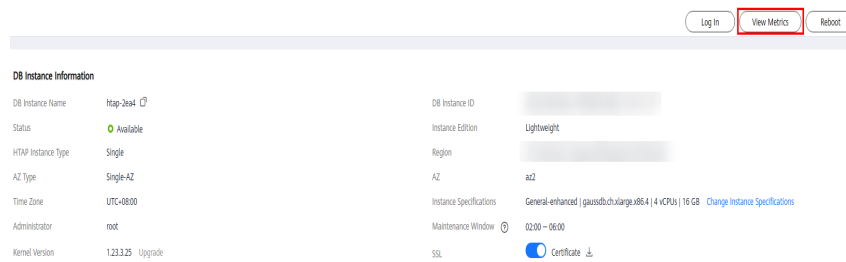 Log In View Metrics Reboot
DB Instance Information
DB Instance Name htap-2ea4 DB Instance ID
Status Available Instance Edition Lightweight
HTAP Instance Type Single Region
AZ Type Single-AZ AZ az2
Time Zone UTC+08:00 Instance Specifications General-enhanced | gaussdb.ch.xlarge.x86.4 | 4 vCPUs | 16 GB Change Instance Specifications
Administrator root Maintenance Window 02:00 – 06:00
Kernel Version 1.23.3.25 Upgrade SSL Certificate